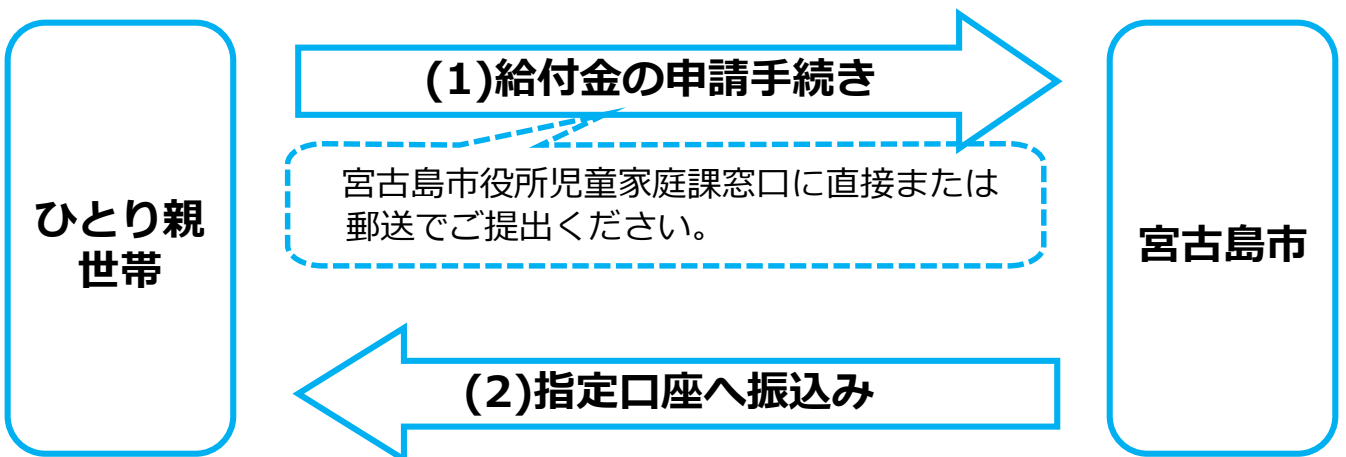 ひとり親
世帯
(1)給付金の申請手続き
宮古島市役所児童家庭課窓口に直接または
郵送でご提出ください。
(2)指定口座へ振込み
宮古島市